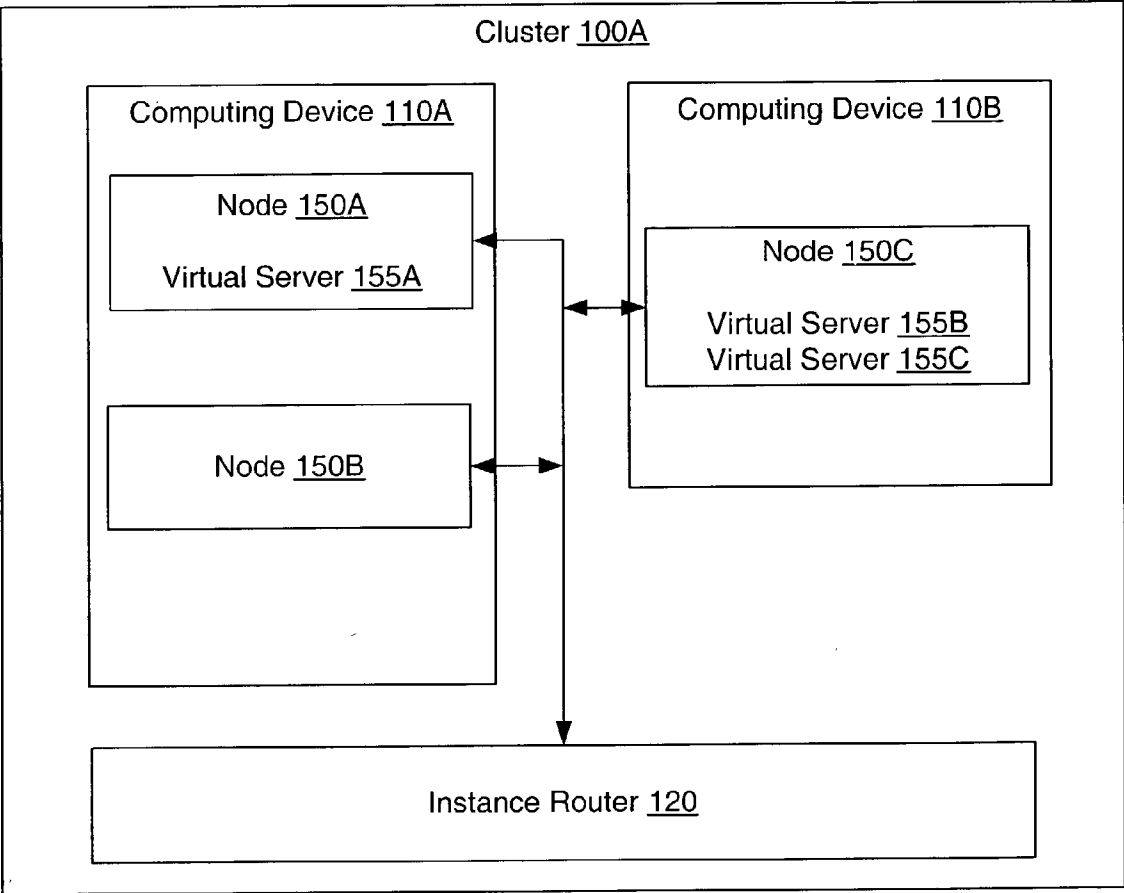 Cluster 100A
Computing Device 110A
Node 150A
Virtual Server 155A
Node 150B
Computing Device 110B
Node 150C
Virtual Server 155B
Virtual Server 155C
Instance Router 120